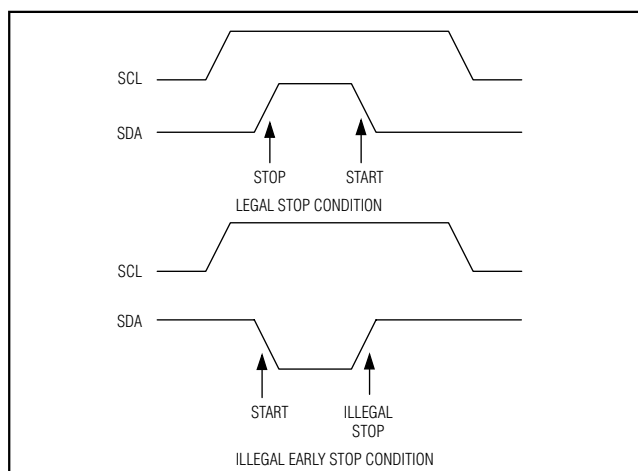 SCL
SDA
STOP START
LEGAL STOP CONDITION
SCL
SDA
START ILLEGAL
STOP
ILLEGAL EARLY STOP CONDITION